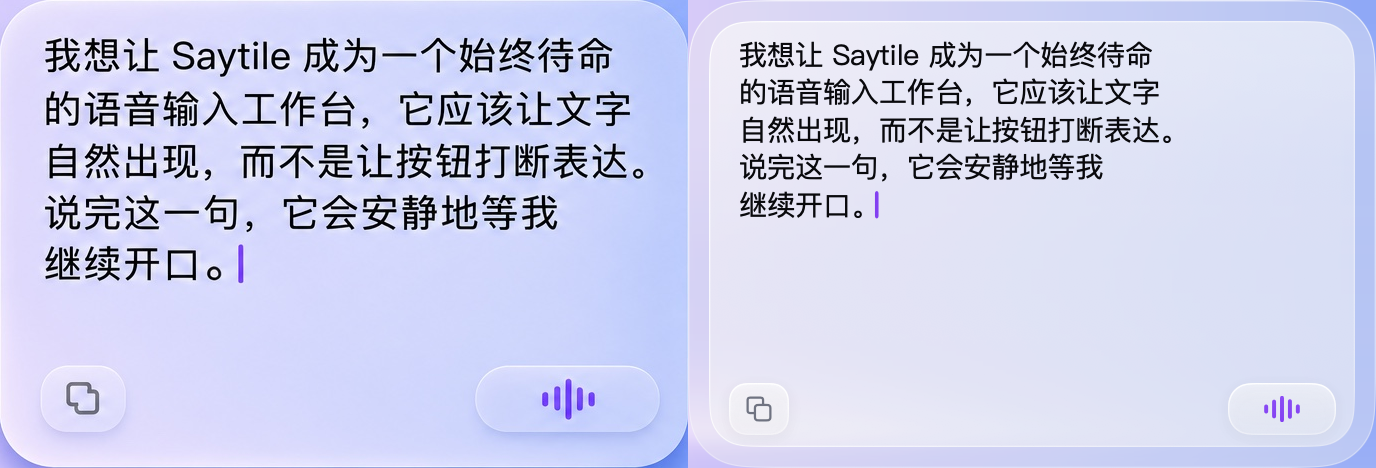 我想让 Saytile 成为一个始终待命
的语音输入工作台，它应该让文字
自然出现，而不是让按钮打断表达。
说完这一句，它会安静地等我
继续开口。
我想让 Saytile 成为一个始终待命
的语音输入工作台，它应该让文字
自然出现，而不是让按钮打断表达。
说完这一句，它会安静地等我
继续开口。